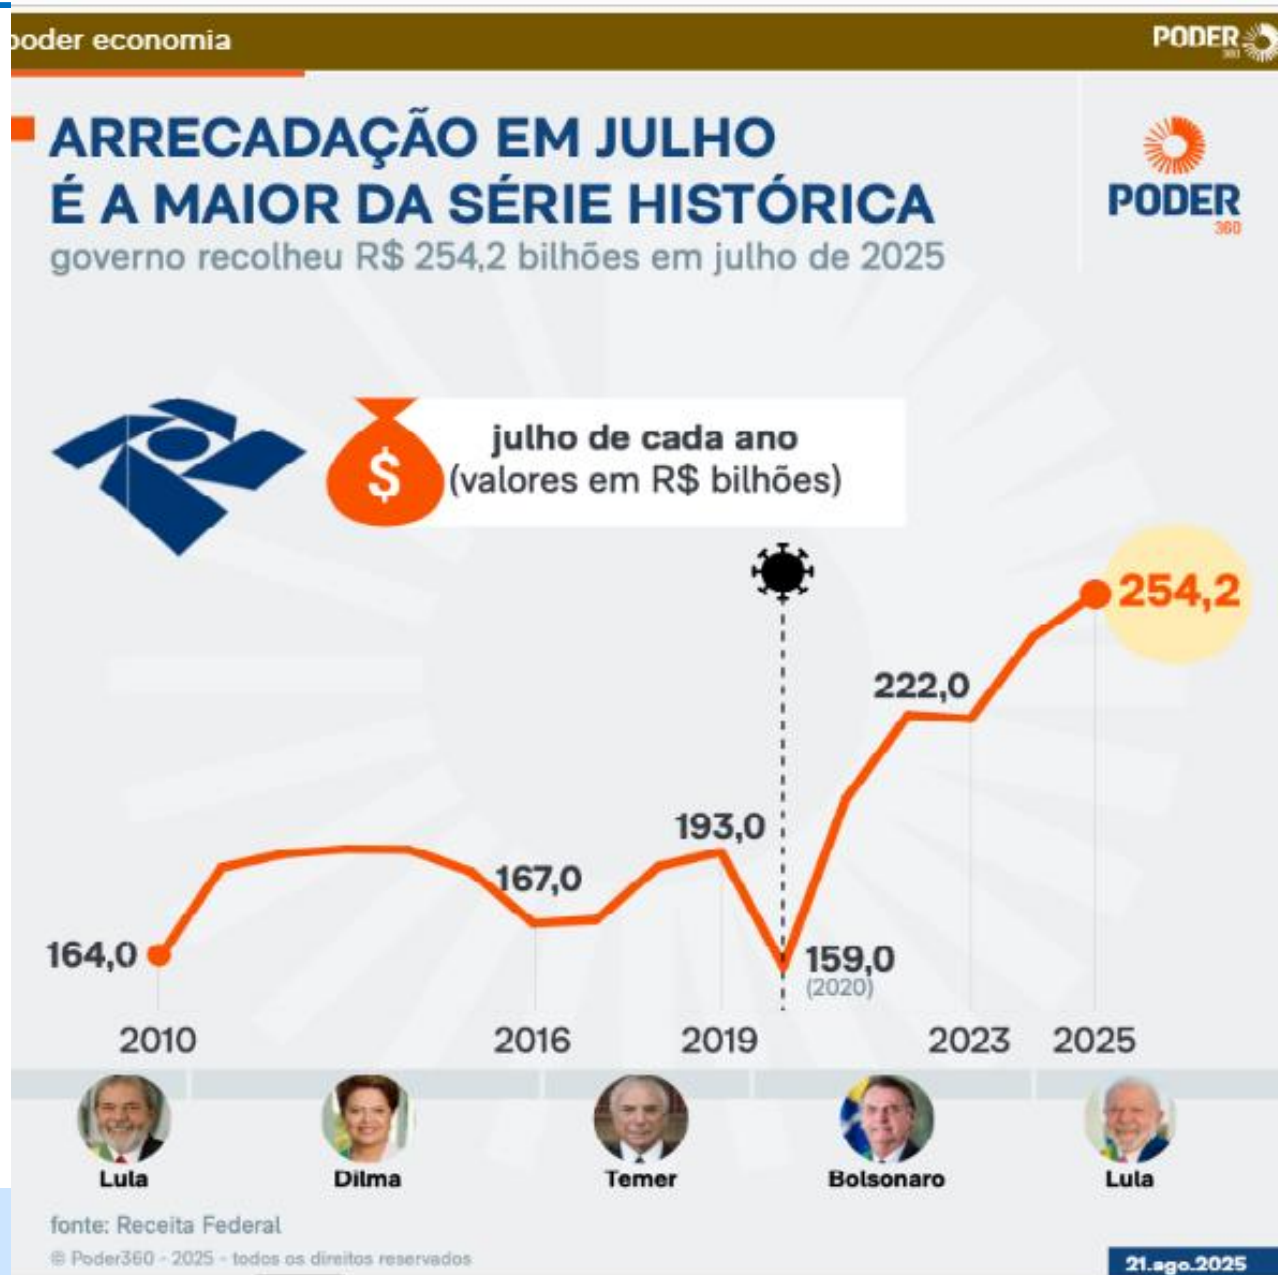 poder economia
PODER
360
ARRECADAÇÃO EM JULHO
É A MAIOR DA SÉRIE HISTÓRICA
governo recolheu R$ 254,2 bilhões em julho de 2025
PODER
360
$
julho de cada ano
(valores em R$ bilhões)
254,2
222,0
193,0
167,0
164,0
159,0
(2020)
2010 2016 2019 2023 2025
Lula Dilma Temer Bolsonaro Lula
fonte: Receita Federal
© Poder360 - 2025 - todos os direitos reservados
21.ago.2025